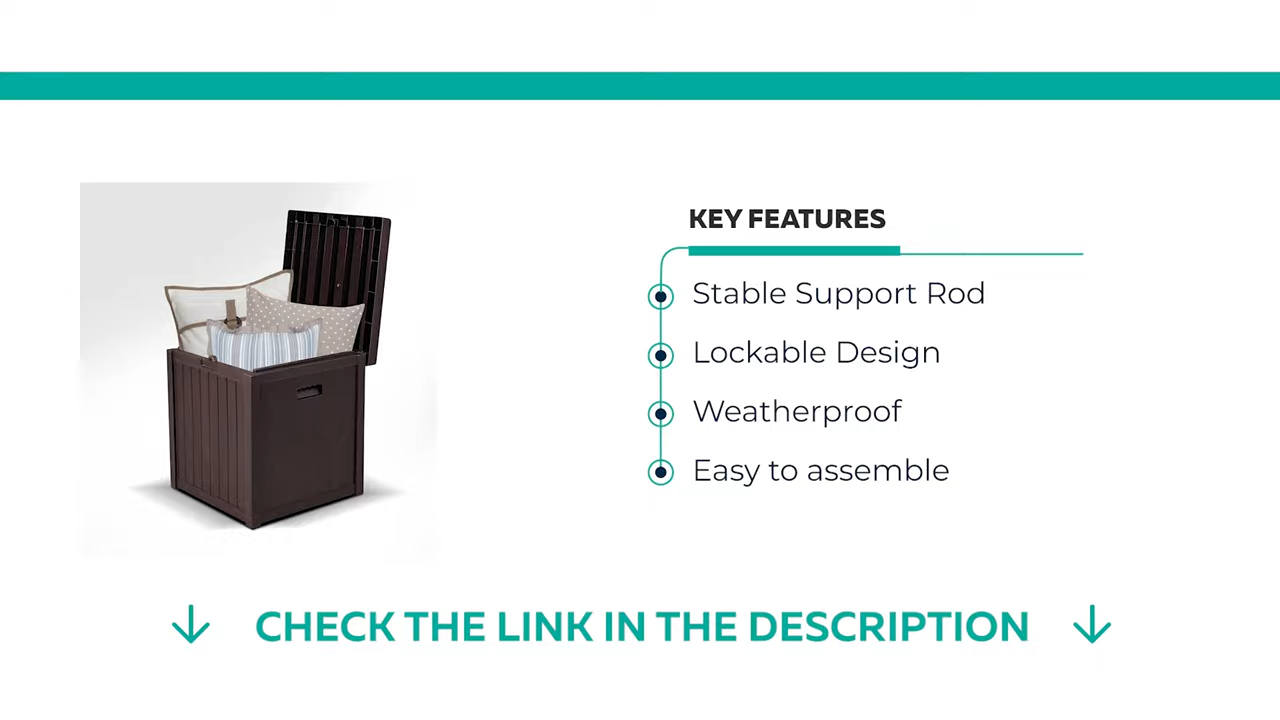 KEY FEATURES
Stable Support Rod
Lockable Design
Weatherproof
Easy to assemble
CHECK THE LINK IN THE DESCRIPTION